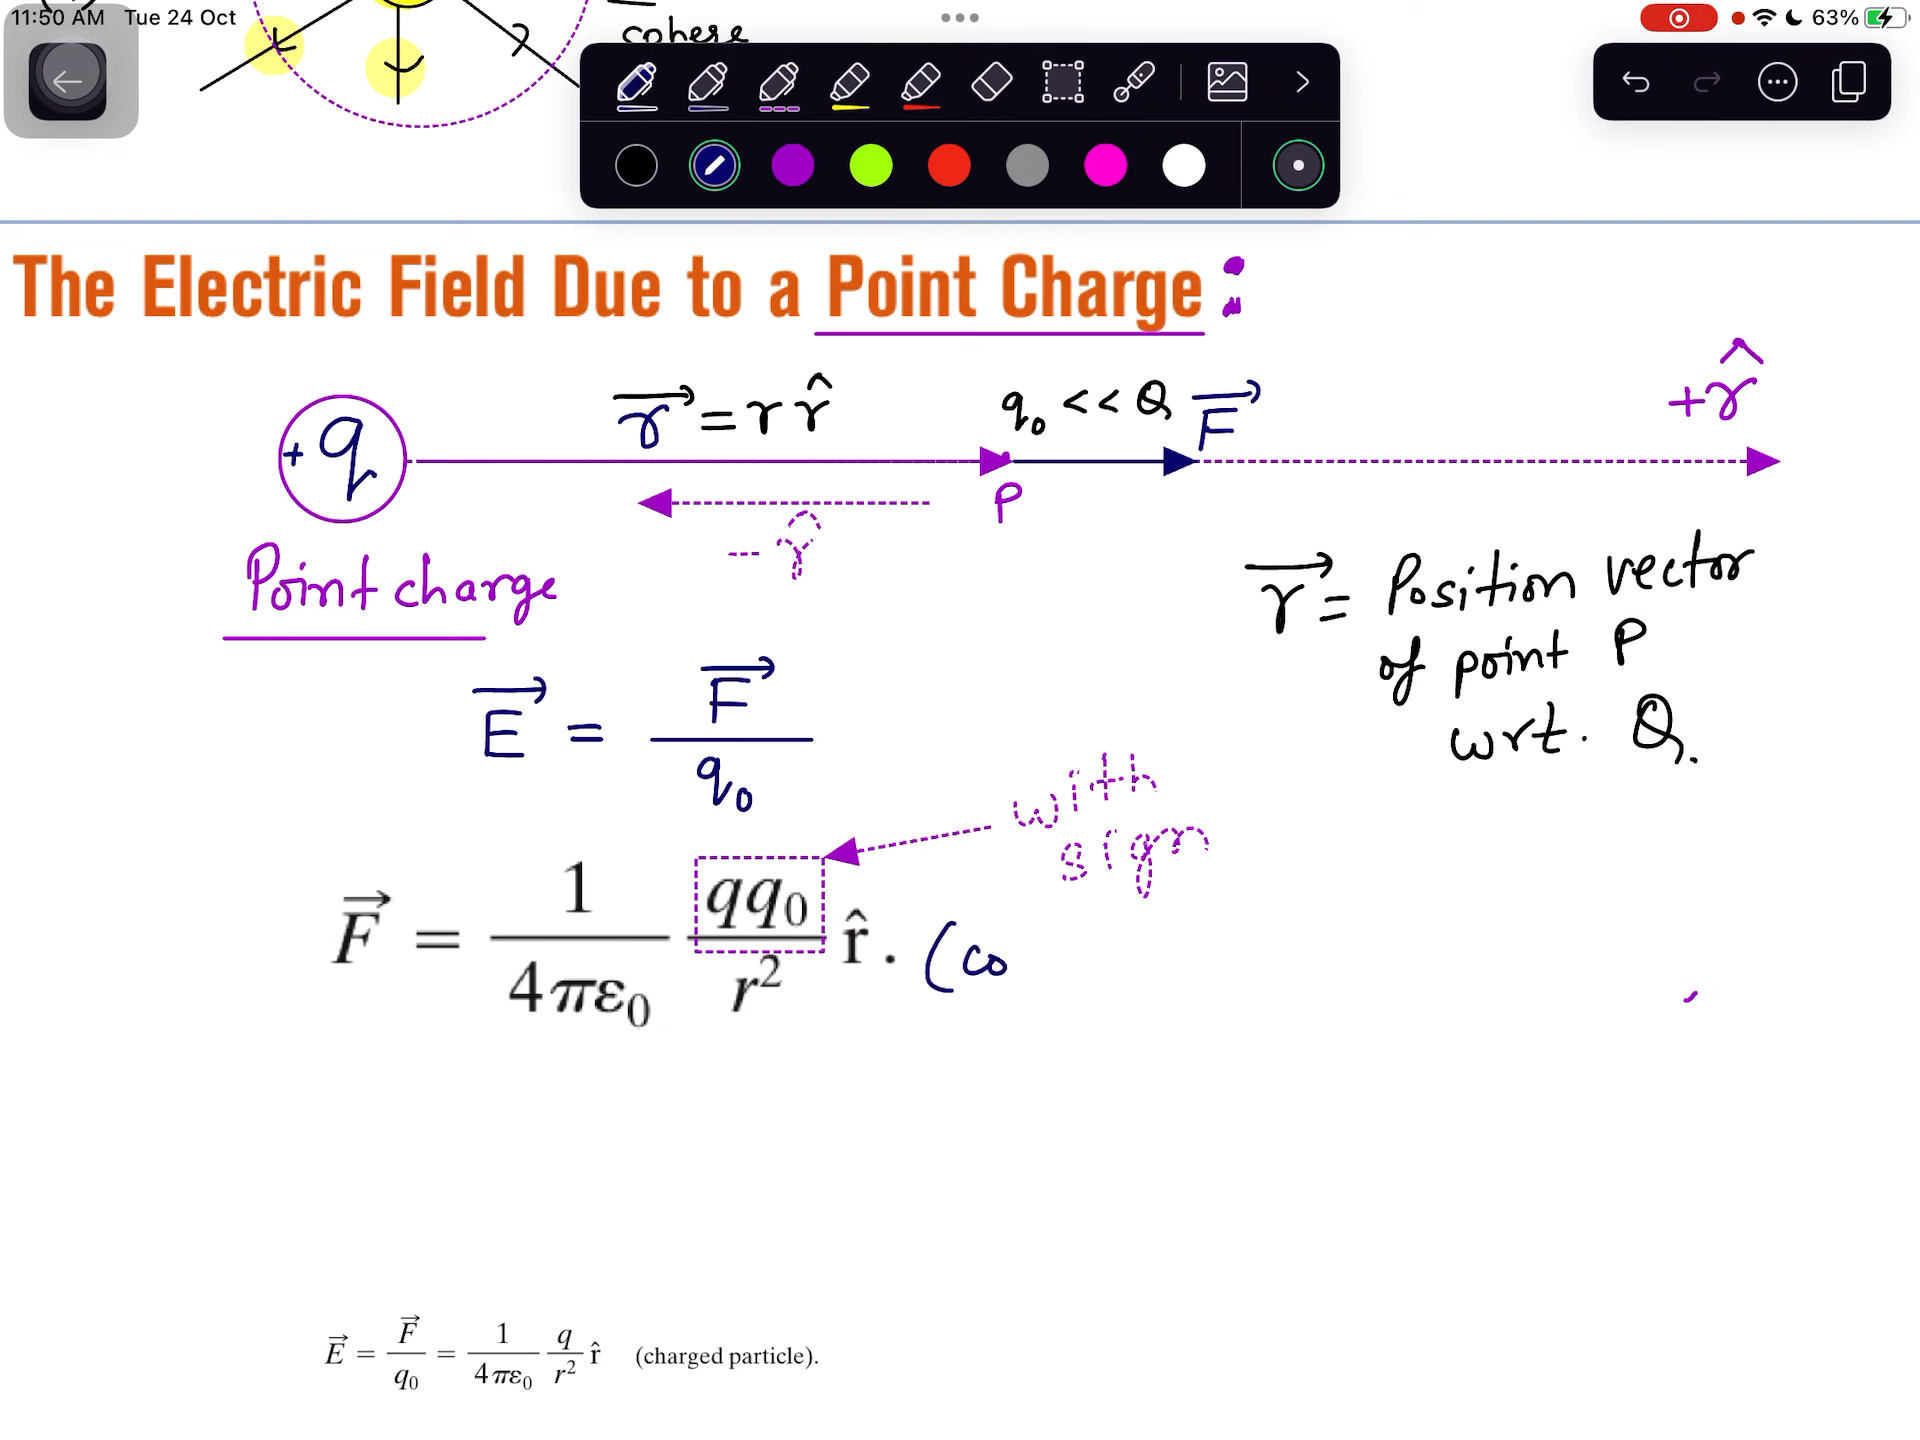 11:50 AM Tue 24 Oct
63%
sphere
The Electric Field Due to a Point Charge:
+q
r⃗ = r r̂
q₀ << Q
F⃗
+r̂
P
-r̂
Point charge
r⃗ = Position vector
of point P
wrt. Q.
E⃗ = F⃗ / q₀
with
sign
F⃗ = 1/(4πε₀) qq₀/r² r̂. (co
E⃗ = F⃗/q₀ = 1/(4πε₀) q/r² r̂ (charged particle).